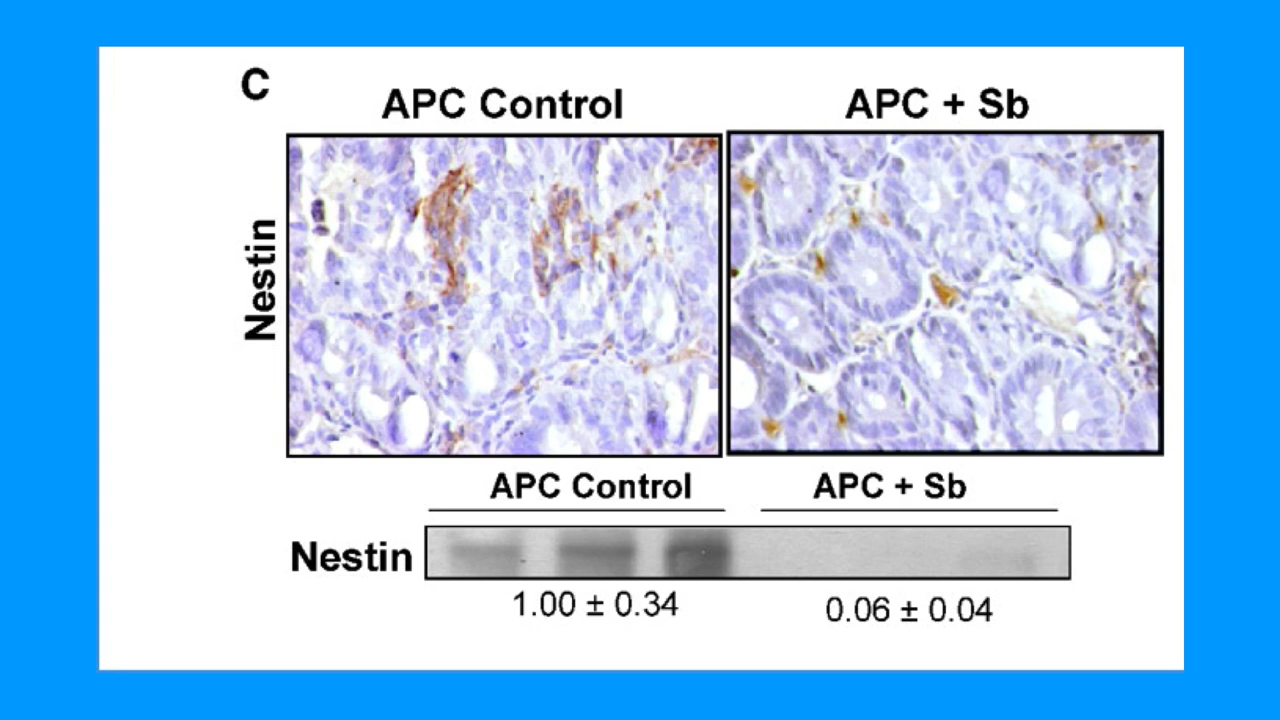 C
APC Control
APC + Sb
Nestin
APC Control
APC + Sb
Nestin
1.00 ± 0.34
0.06 ± 0.04